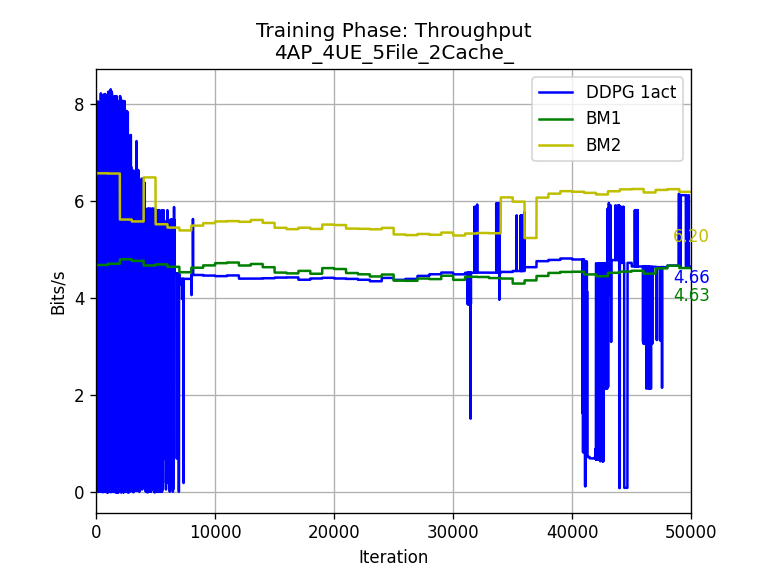 Training Phase: Throughput
4AP_4UE_5File_2Cache_
DDPG 1act
BM1
BM2
8
6
4
2
0
Bits/s
6.20
4.66
4.63
0
10000
20000
30000
40000
50000
Iteration